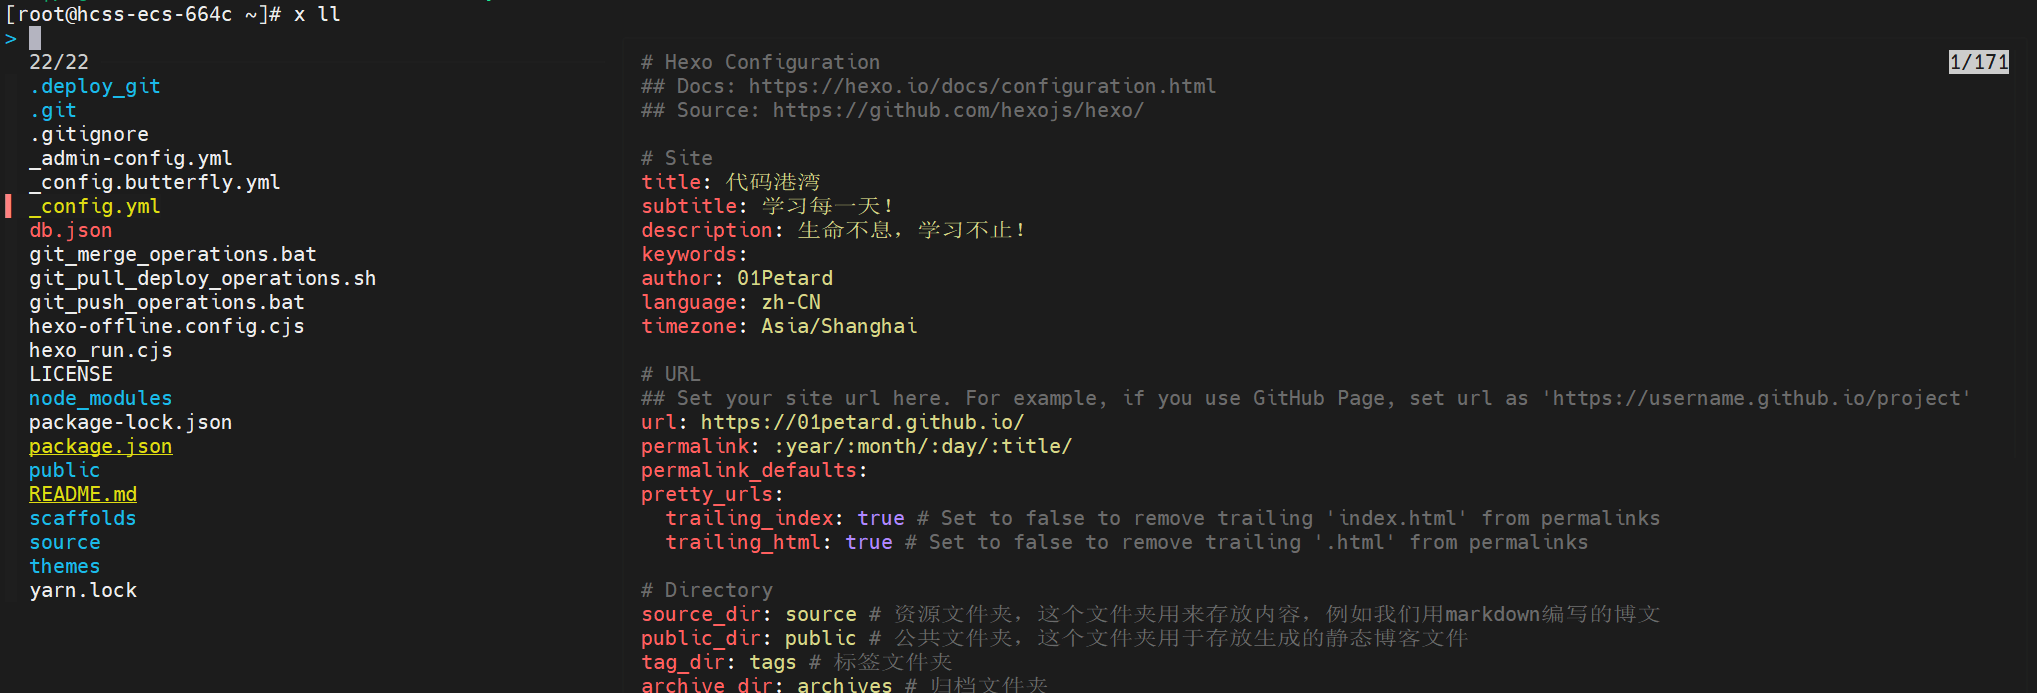 [root@hcss-ecs-664c ~]# x ll
>
22/22
.deploy_git
.git
.gitignore
_admin-config.yml
_config.butterfly.yml
_config.yml
db.json
git_merge_operations.bat
git_pull_deploy_operations.sh
git_push_operations.bat
hexo-offline.config.cjs
hexo_run.cjs
LICENSE
node_modules
package-lock.json
package.json
public
README.md
scaffolds
source
themes
yarn.lock
1/171
# Hexo Configuration
## Docs: https://hexo.io/docs/configuration.html
## Source: https://github.com/hexojs/hexo/
# Site
title: 代码港湾
subtitle: 学习每一天!
description: 生命不息，学习不止!
keywords:
author: 01Petard
language: zh-CN
timezone: Asia/Shanghai
# URL
## Set your site url here. For example, if you use GitHub Page, set url as 'https://username.github.io/project'
url: https://01petard.github.io/
permalink: :year/:month/:day/:title/
permalink_defaults:
pretty_urls:
  trailing_index: true # Set to false to remove trailing 'index.html' from permalinks
  trailing_html: true # Set to false to remove trailing '.html' from permalinks
# Directory
source_dir: source # 资源文件夹，这个文件夹用来存放内容，例如我们用markdown编写的博文
public_dir: public # 公共文件夹，这个文件夹用于存放生成的静态博客文件
tag_dir: tags # 标签文件夹
archive_dir: archives # 归档文件夹